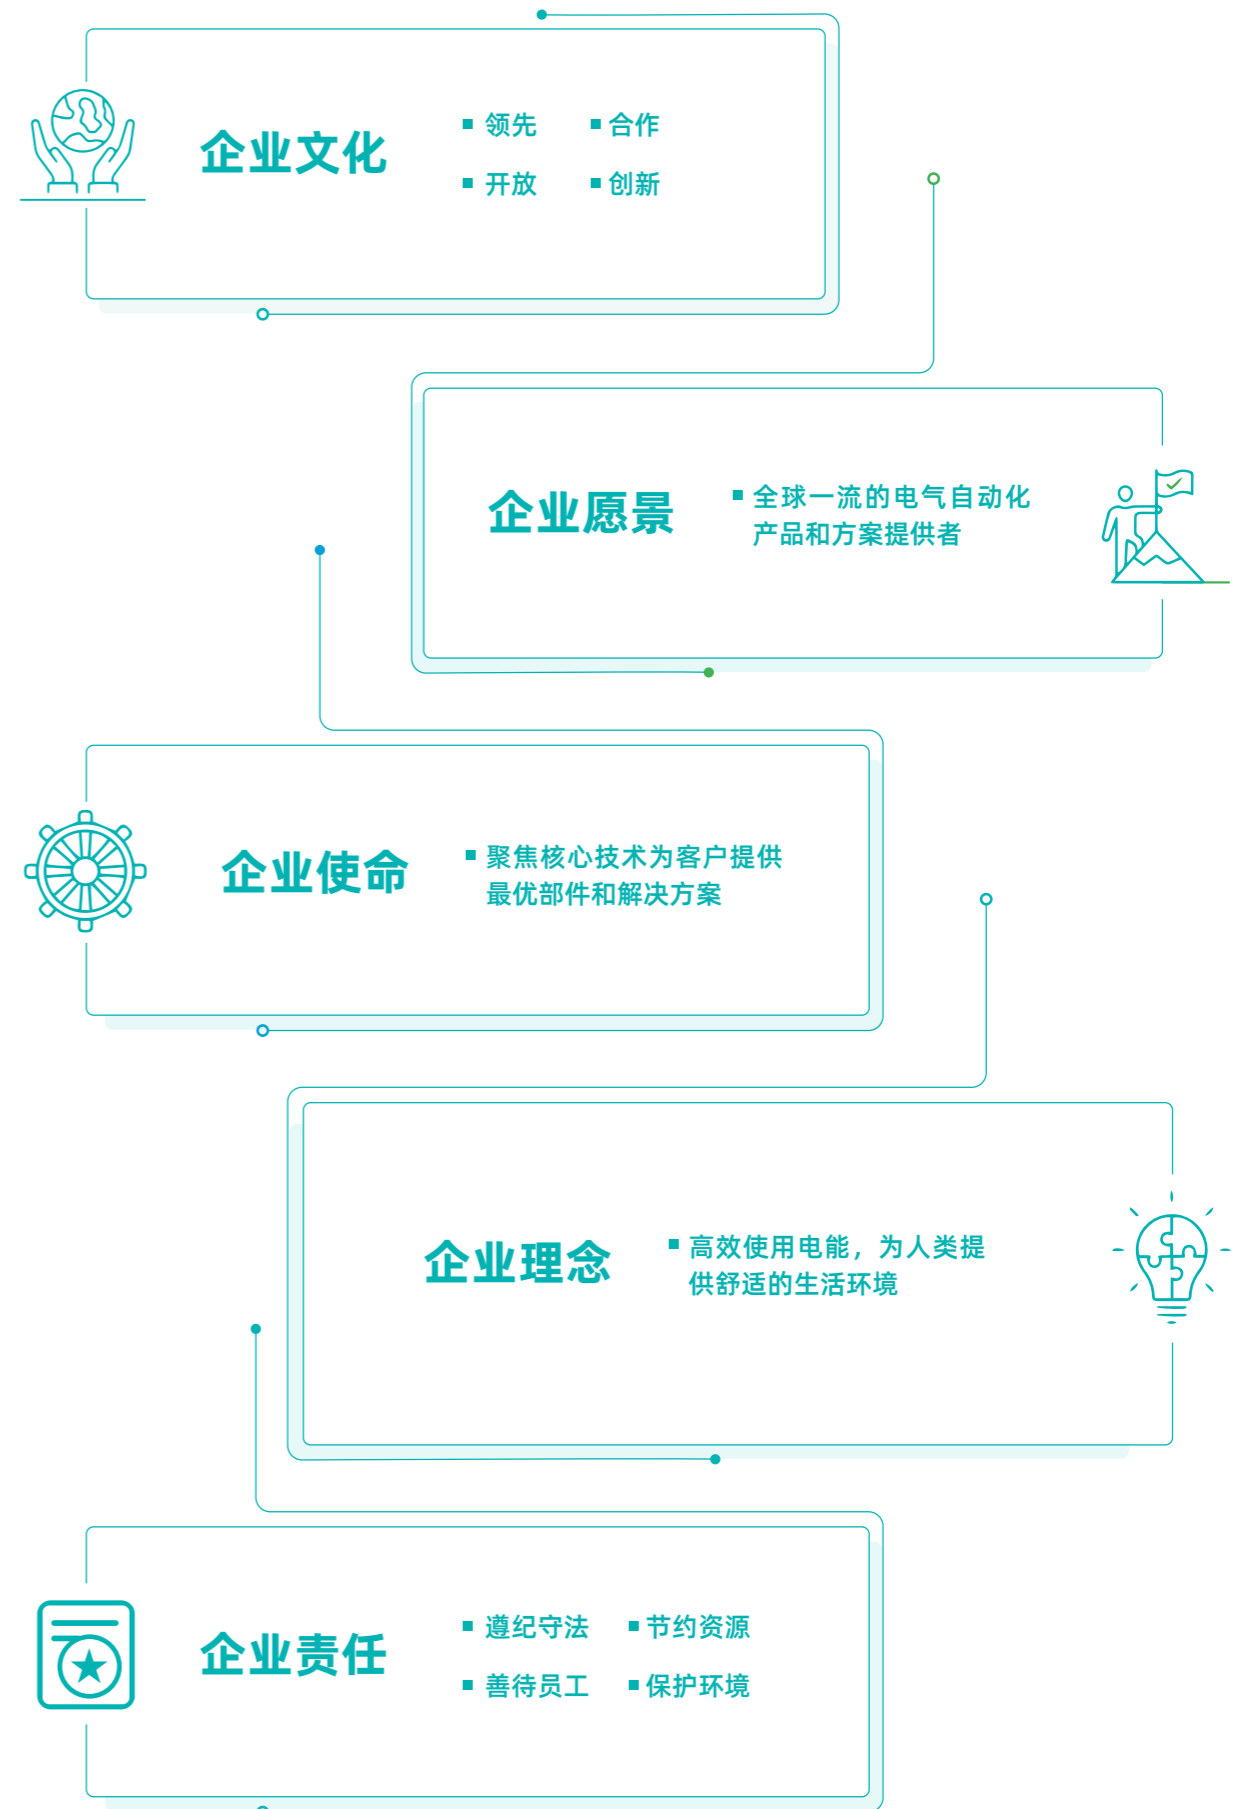 企业文化
领先
合作
开放
创新
企业愿景
全球一流的电气自动化
产品和方案提供者
企业使命
聚焦核心技术为客户提供
最优部件和解决方案
企业理念
高效使用电能，为人类提
供舒适的生活环境
企业责任
遵纪守法
节约资源
善待员工
保护环境